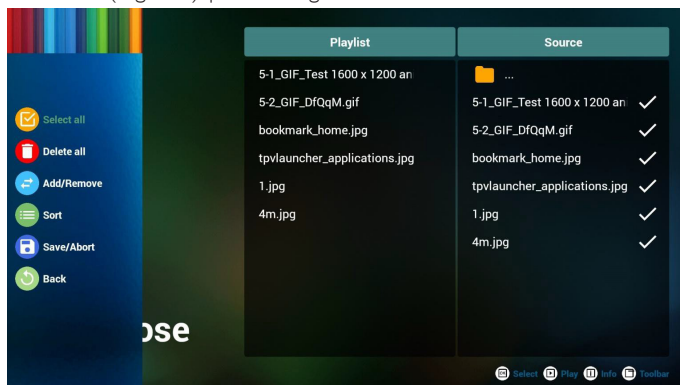 Select all
Delete all
Add/Remove
Sort
Save/Abort
Back
ose
Playlist
5-1_GIF_Test 1600 x 1200 an
5-2_GIF_DfQqM.gif
bookmark_home.jpg
tpvlauncher_applications.jpg
1.jpg
4m.jpg
Source
...
5-1_GIF_Test 1600 x 1200 an
5-2_GIF_DfQqM.gif
bookmark_home.jpg
tpvlauncher_applications.jpg
1.jpg
4m.jpg
Select Play Info Toolbar